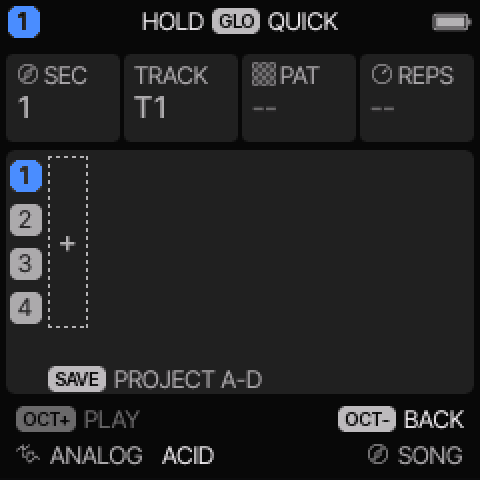 1 HOLD GLO QUICK
SEC TRACK PAT REPS
1 T1 -- --
1
2
3
4
+
SAVE PROJECT A-D
OCT+ PLAY OCT- BACK
ANALOG ACID SONG